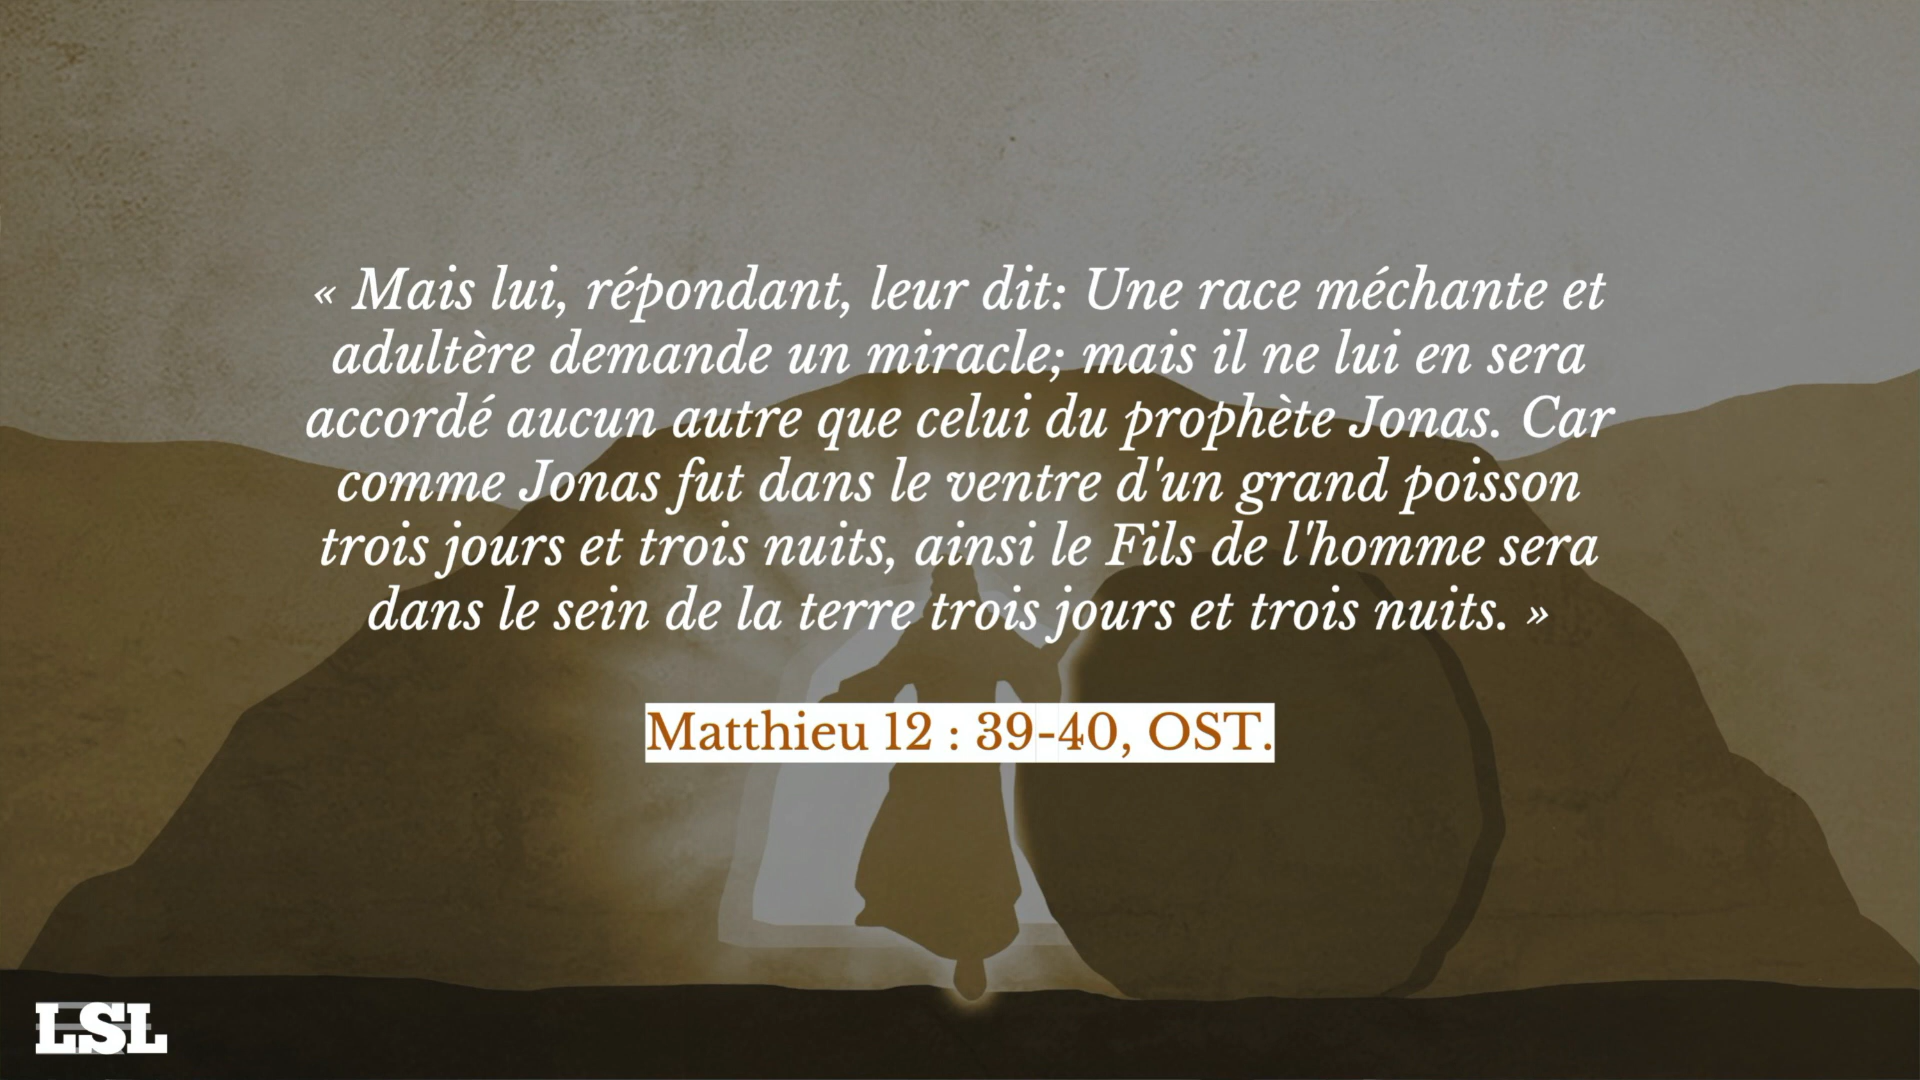 « Mais lui, répondant, leur dit: Une race méchante et
adultère demande un miracle; mais il ne lui en sera
accordé aucun autre que celui du prophète Jonas. Car
comme Jonas fut dans le ventre d'un grand poisson
trois jours et trois nuits, ainsi le Fils de l'homme sera
dans le sein de la terre trois jours et trois nuits. »
Matthieu 12 : 39-40, OST.
LSL